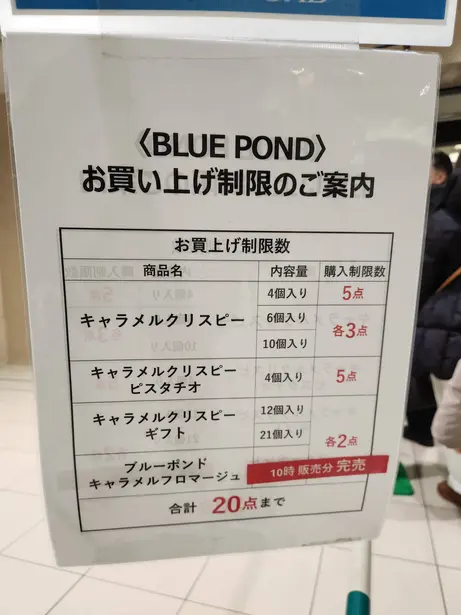 〈BLUE POND〉
お買い上げ制限のご案内
お買上げ制限数
商品名 内容量 購入制限数
キャラメルクリスピー 4個入り 5点
6個入り 各3点
10個入り
キャラメルクリスピー
ピスタチオ 4個入り 5点
キャラメルクリスピー
ギフト 12個入り
21個入り 各2点
ブルーポンド
キャラメルフロマージュ 10時 販売分 完売
合計 20点まで